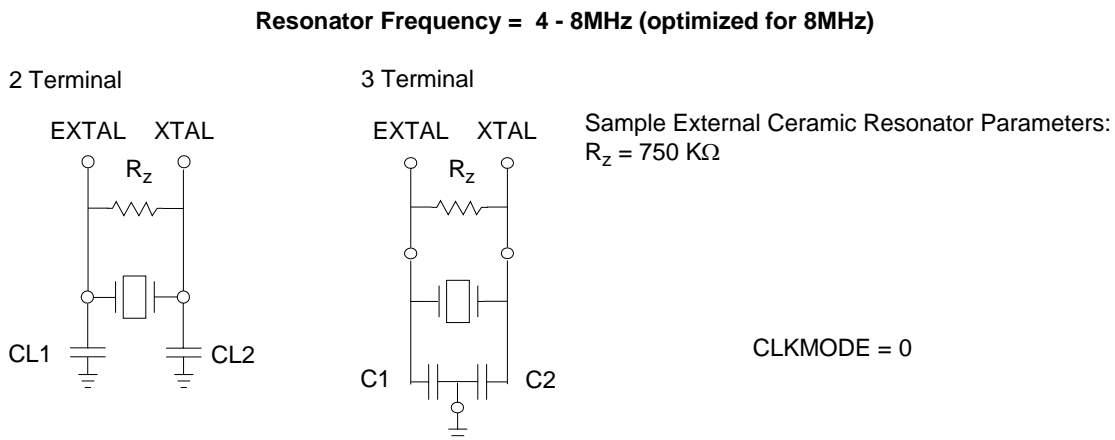 Resonator Frequency = 4 - 8MHz (optimized for 8MHz)
2 Terminal
EXTAL XTAL
Rz
CL1
CL2
3 Terminal
EXTAL XTAL
Rz
C1
C2
Sample External Ceramic Resonator Parameters:
Rz = 750 KΩ
CLKMODE = 0